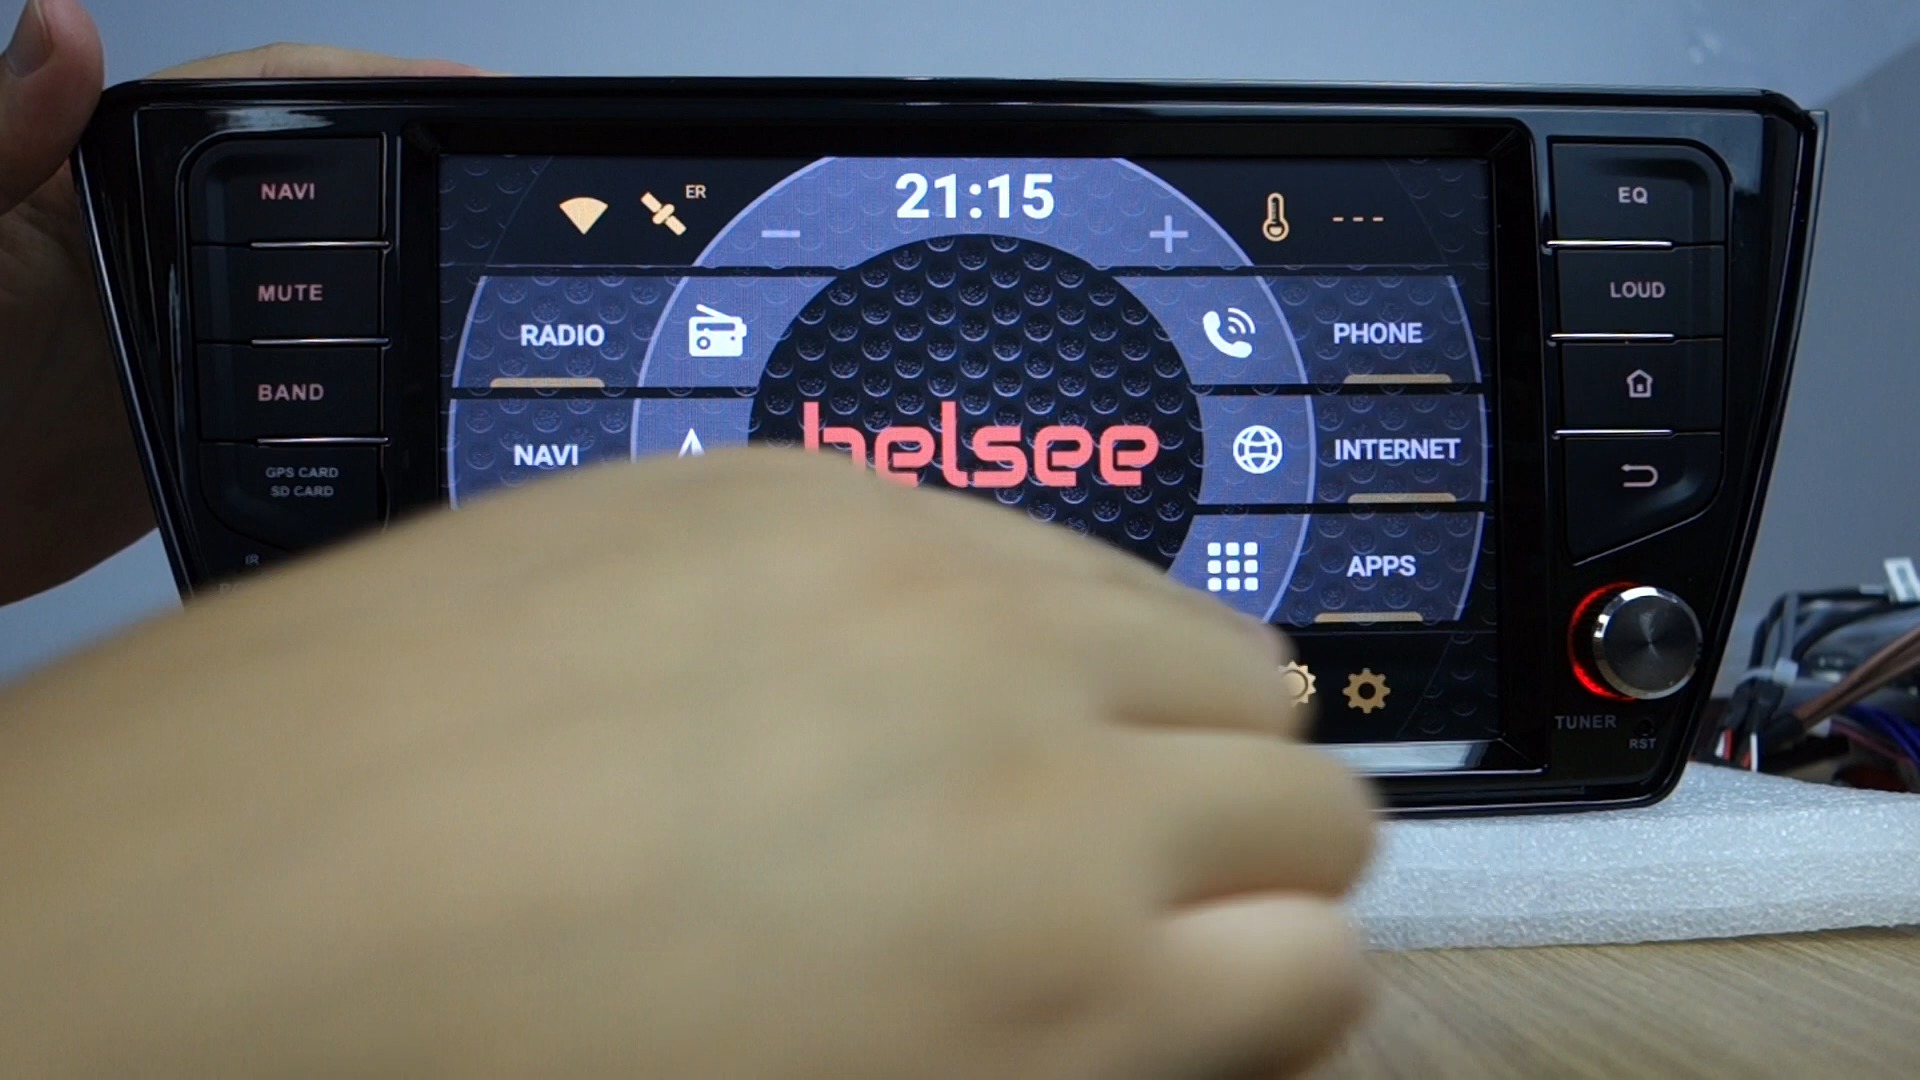 NAVI
MUTE
BAND
GPS CARD
SD CARD
IR
ER
21:15
- - -
RADIO
NAVI
belsee
PHONE
INTERNET
APPS
EQ
LOUD
TUNER
RST